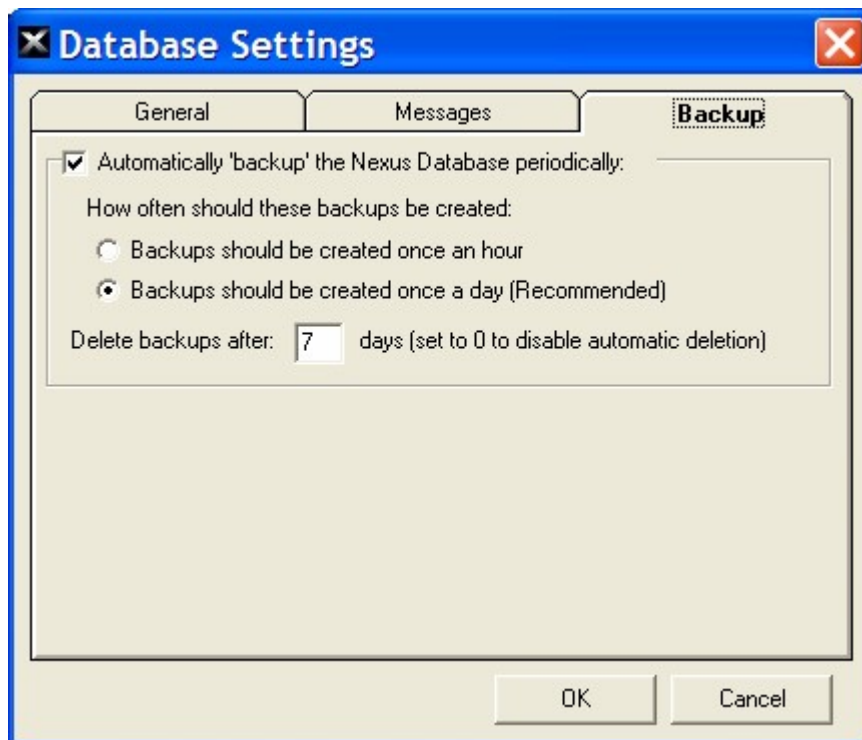 Database Settings
General Messages Backup
Automatically 'backup' the Nexus Database periodically:
How often should these backups be created:
Backups should be created once an hour
Backups should be created once a day (Recommended)
Delete backups after: 7 days (set to 0 to disable automatic deletion)
OK Cancel